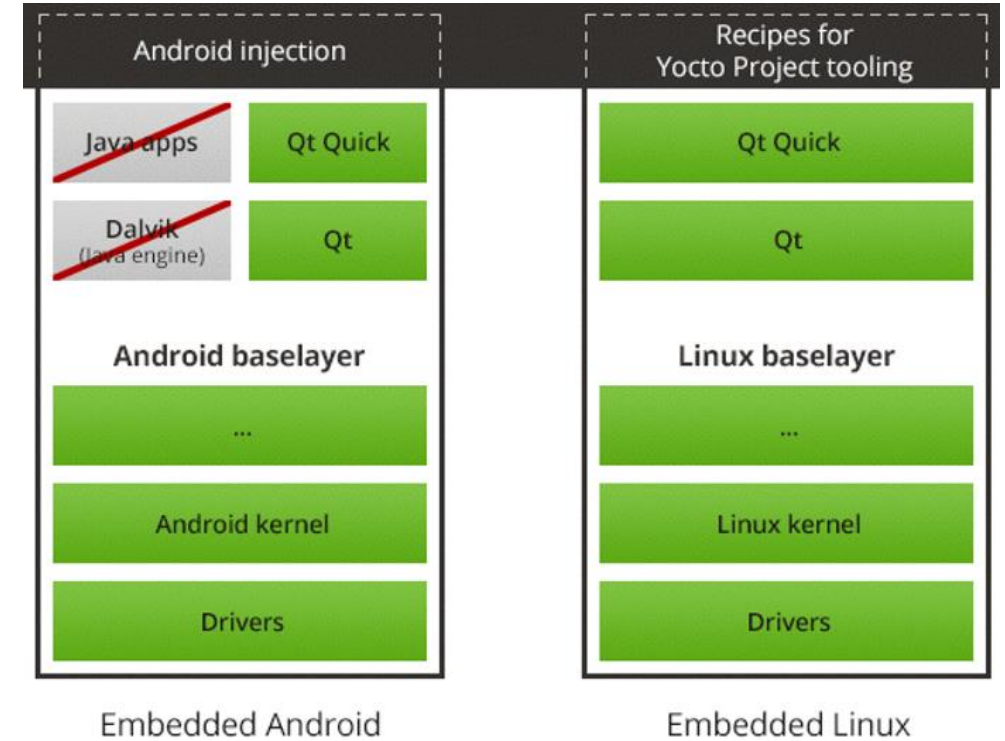 Android injection
Java apps
Qt Quick
Dalvik
(Java engine)
Qt
Android baselayer
...
Android kernel
Drivers
Embedded Android
Recipes for
Yocto Project tooling
Qt Quick
Qt
Linux baselayer
...
Linux kernel
Drivers
Embedded Linux